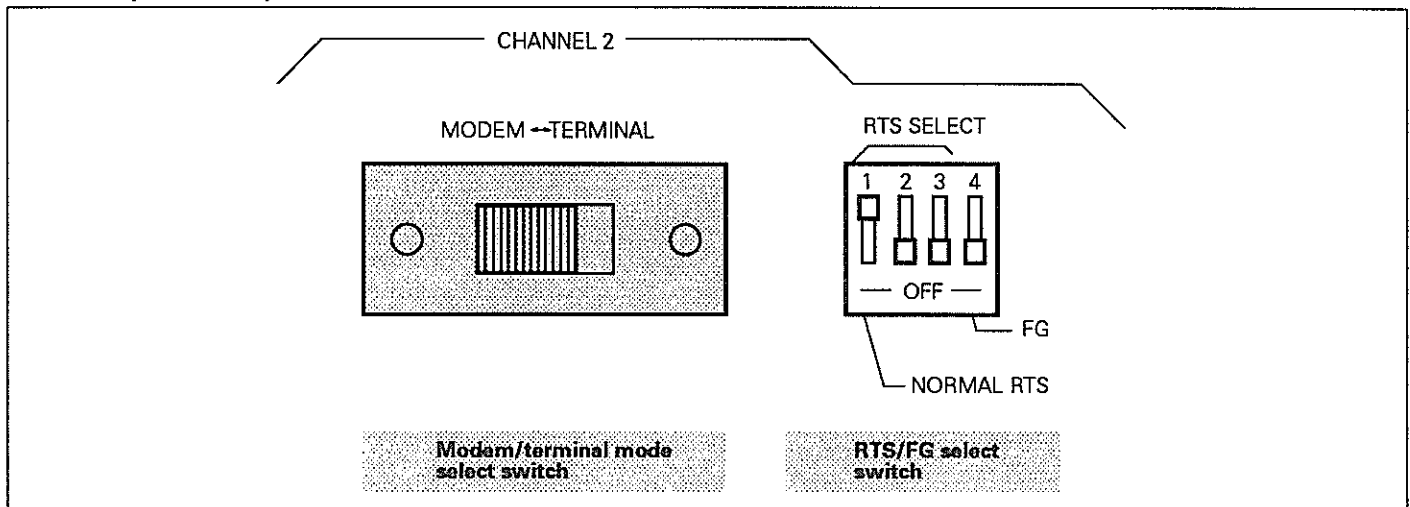 CHANNEL 2
MODEM ↔TERMINAL
RTS SELECT
1 2 3 4
OFF
FG
NORMAL RTS
Modem/terminal mode
select switch
RTS/FG select
switch